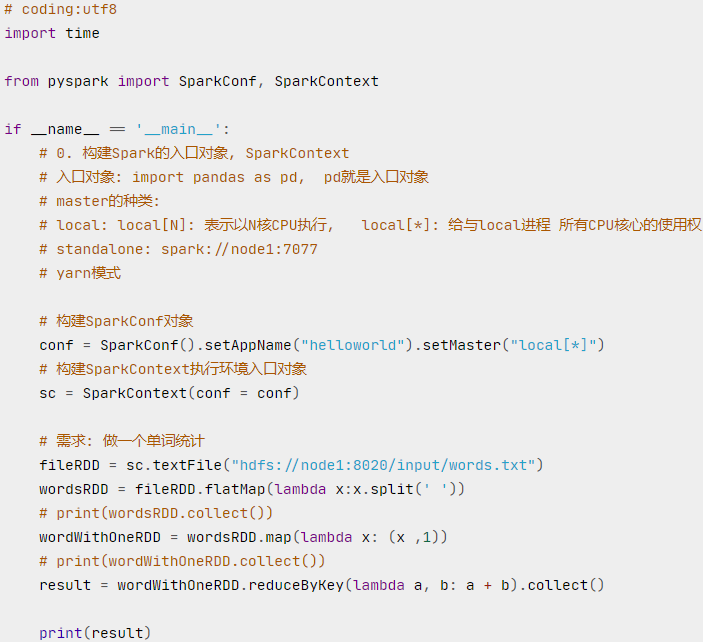 # coding:utf8
import time

from pyspark import SparkConf, SparkContext

if __name__ == '__main__':
    # 0. 构建Spark的入口对象, SparkContext
    # 入口对象: import pandas as pd,  pd就是入口对象
    # master的种类:
    # local: local[N]: 表示以N核CPU执行,   local[*]: 给与local进程 所有CPU核心的使用权
    # standalone: spark://node1:7077
    # yarn模式

    # 构建SparkConf对象
    conf = SparkConf().setAppName("helloworld").setMaster("local[*]")
    # 构建SparkContext执行环境入口对象
    sc = SparkContext(conf = conf)

    # 需求: 做一个单词统计
    fileRDD = sc.textFile("hdfs://node1:8020/input/words.txt")
    wordsRDD = fileRDD.flatMap(lambda x:x.split(' '))
    # print(wordsRDD.collect())
    wordWithOneRDD = wordsRDD.map(lambda x: (x ,1))
    # print(wordWithOneRDD.collect())
    result = wordWithOneRDD.reduceByKey(lambda a, b: a + b).collect()

    print(result)